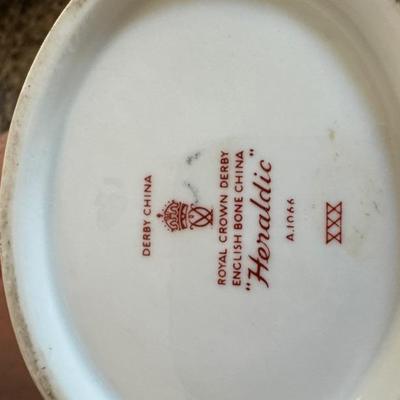 DERBY CHINA
ROYAL CROWN DERBY
ENGLISH BONE CHINA
"Heraldic"
A.1066
XXX